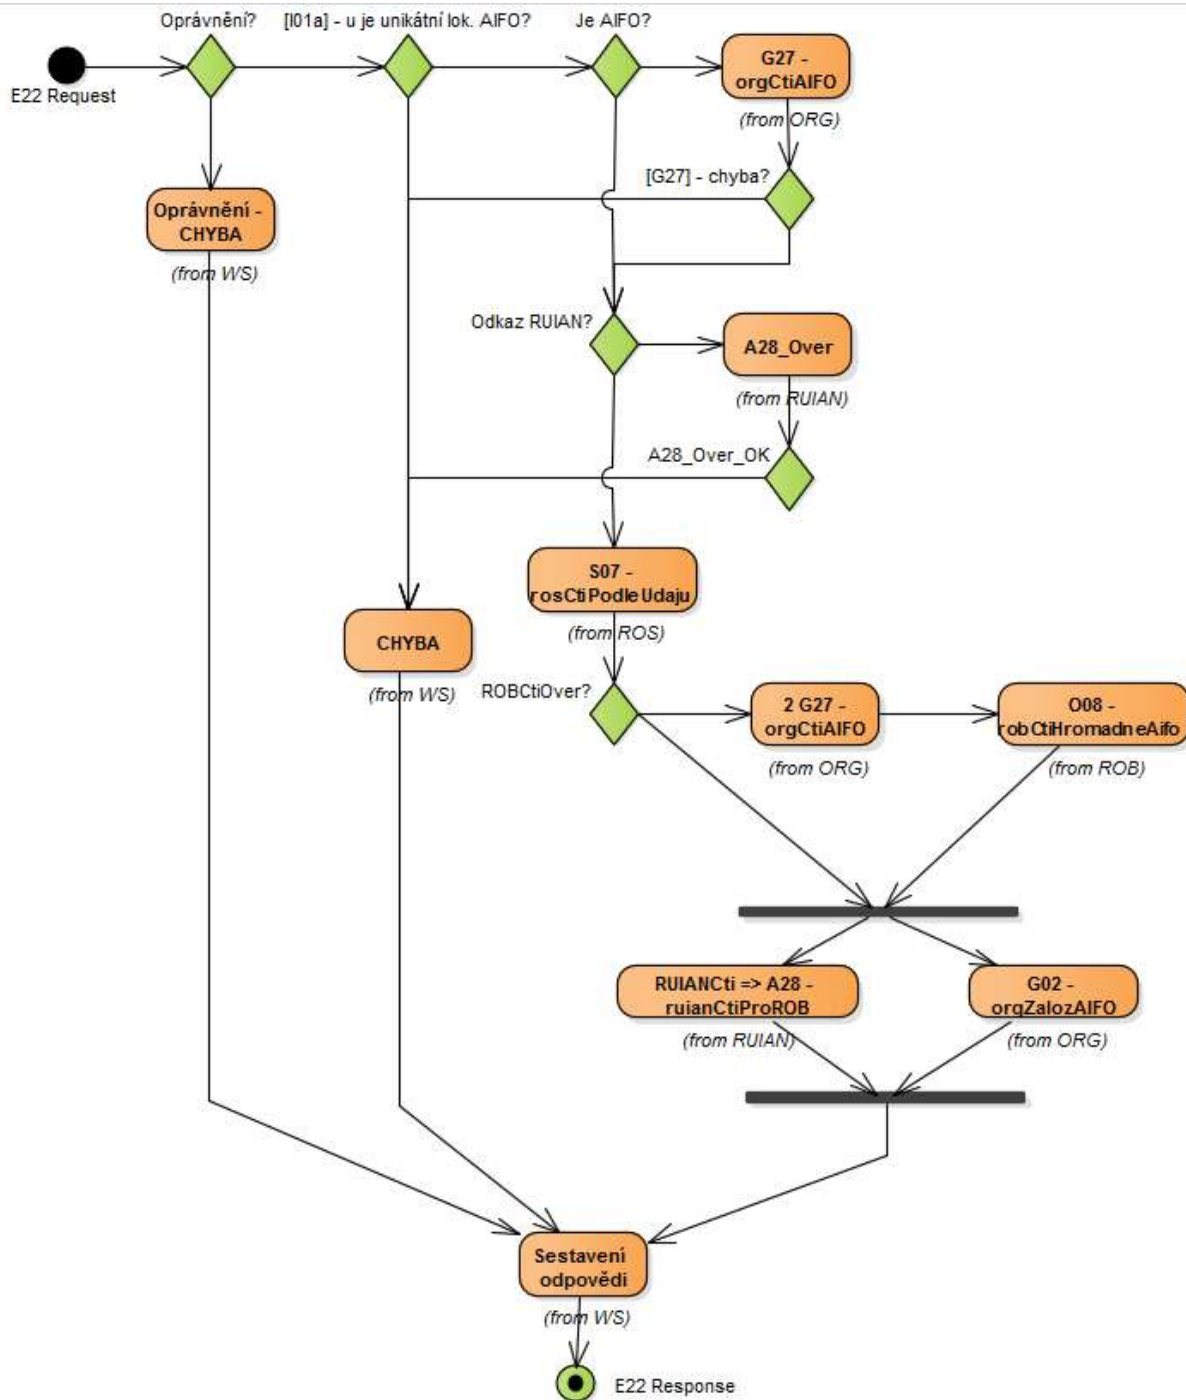 Oprávnění?
[I01a] - u je unikátní lok. AIFO?
Je AIFO?
E22 Request
G27 -
orgCtiAIFO
(from ORG)
[G27] - chyba?
Oprávnění -
CHYBA
(from WS)
Odkaz RUIAN?
A28_Over
(from RUIAN)
A28_Over_OK
S07 -
rosCtiPodleUdaju
(from ROS)
CHYBA
(from WS)
ROBCtiOver?
2 G27 -
orgCtiAIFO
(from ORG)
O08 -
robCtiHromadneAifo
(from ROB)
RUIANCti => A28 -
ruianCtiProROB
(from RUIAN)
G02 -
orgZalozAIFO
(from ORG)
Sestavení
odpovědi
(from WS)
E22 Response